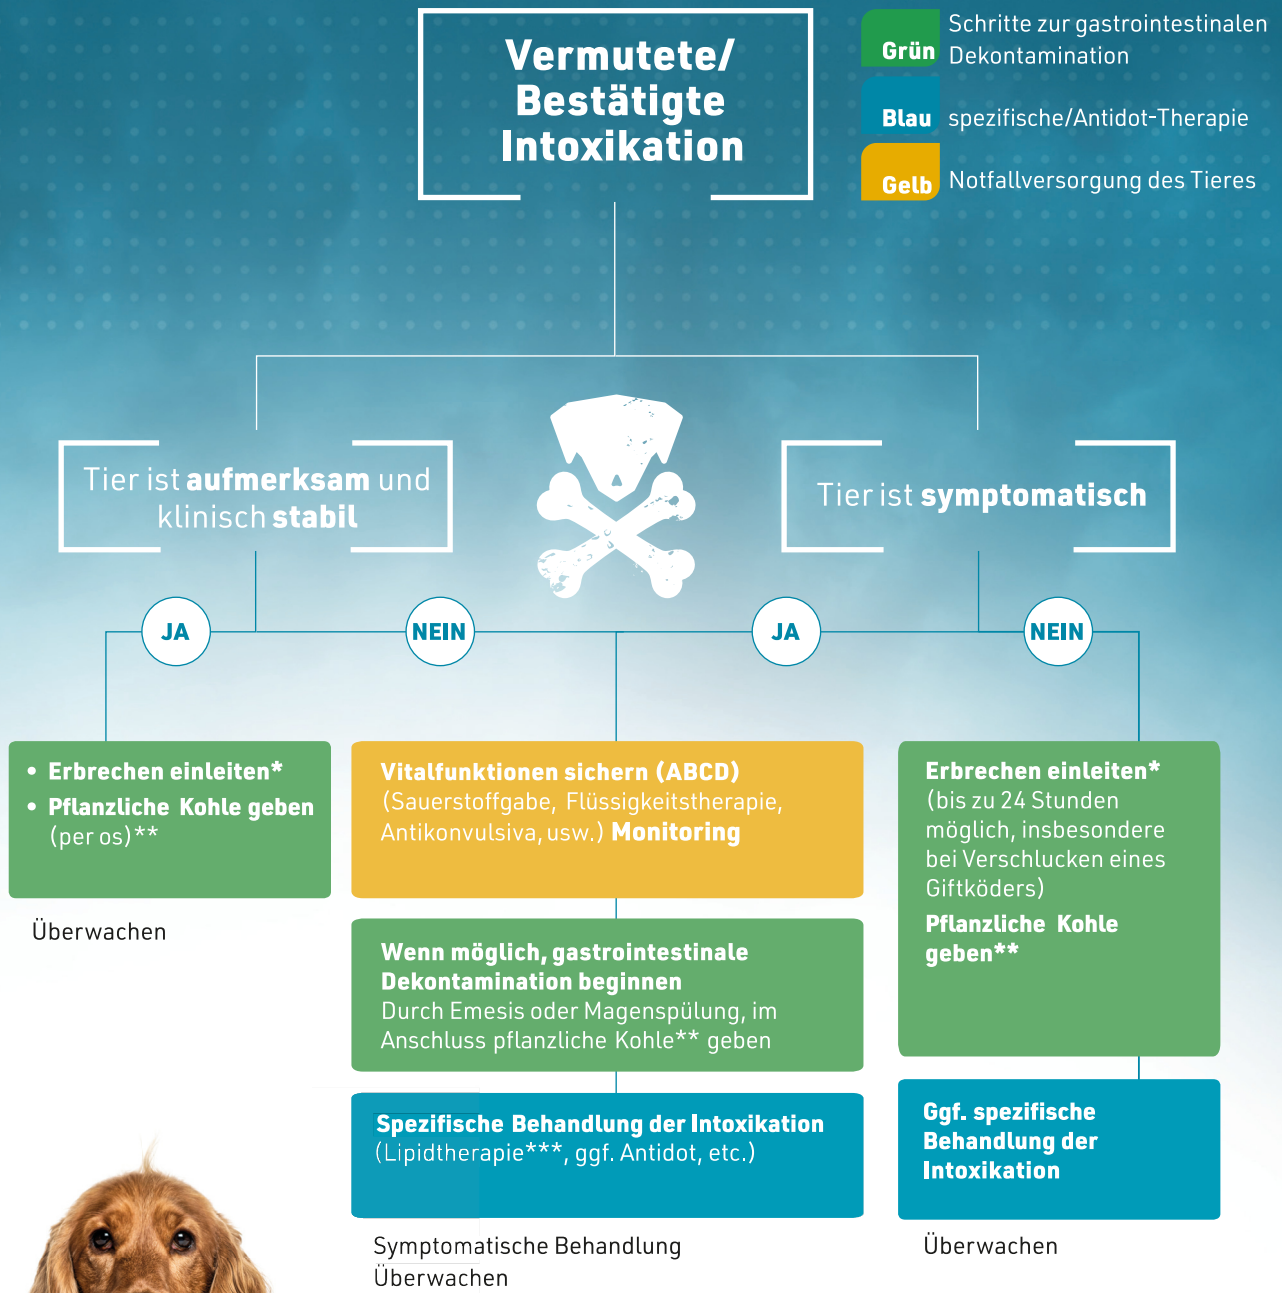 Vermutete/
Bestätigte
Intoxikation
Grün
Schritte zur gastrointestinalen
Dekontamination
Blau spezifische/Antidot-Therapie
Gelb Notfallversorgung des Tieres
Tier ist aufmerksam und
klinisch stabil
Tier ist symptomatisch
JA
NEIN
JA
NEIN
• Erbrechen einleiten*
• Pflanzliche Kohle geben
(per os)**
Überwachen
Vitalfunktionen sichern (ABCD)
(Sauerstoffgabe, Flüssigkeitstherapie,
Antikonvulsiva, usw.) Monitoring
Wenn möglich, gastrointestinale
Dekontamination beginnen
Durch Emesis oder Magenspülung, im
Anschluss pflanzliche Kohle** geben
Spezifische Behandlung der Intoxikation
(Lipidtherapie***, ggf. Antidot, etc.)
Symptomatische Behandlung
Überwachen
Erbrechen einleiten*
(bis zu 24 Stunden
möglich, insbesondere
bei Verschlucken eines
Giftköders)
Pflanzliche Kohle
geben**
Ggf. spezifische
Behandlung der
Intoxikation
Überwachen